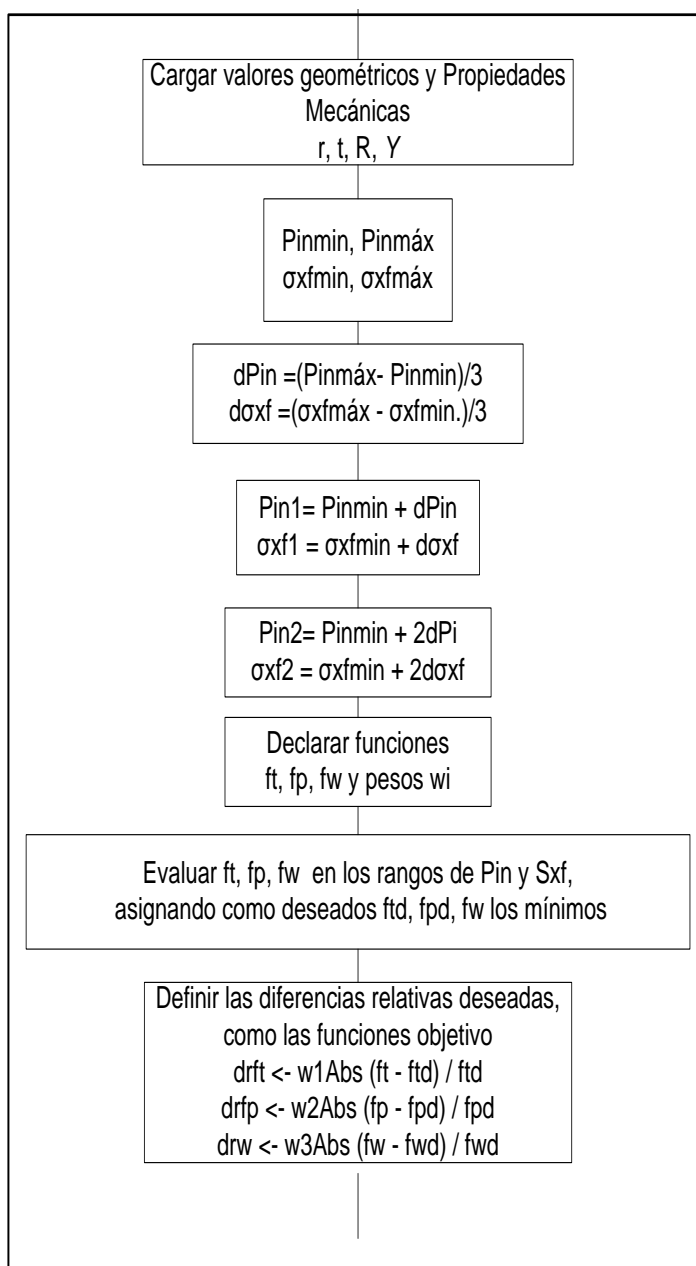 Cargar valores geométricos y Propiedades
Mecánicas
r, t, R, Y
Pinmin, Pinmáx
σxfmin, σxfmáx
dPin =(Pinmáx- Pinmin)/3
dσxf =(σxfmáx - σxfmin.)/3
Pin1= Pinmin + dPin
σxf1 = σxfmin + dσxf
Pin2= Pinmin + 2dPi
σxf2 = σxfmin + 2dσxf
Declarar funciones
ft, fp, fw y pesos wi
Evaluar ft, fp, fw en los rangos de Pin y Sxf,
asignando como deseados ftd, fpd, fw los mínimos
Definir las diferencias relativas deseadas,
como las funciones objetivo
drft <- w1Abs (ft - ftd) / ftd
drfp <- w2Abs (fp - fpd) / fpd
drw <- w3Abs (fw - fwd) / fwd